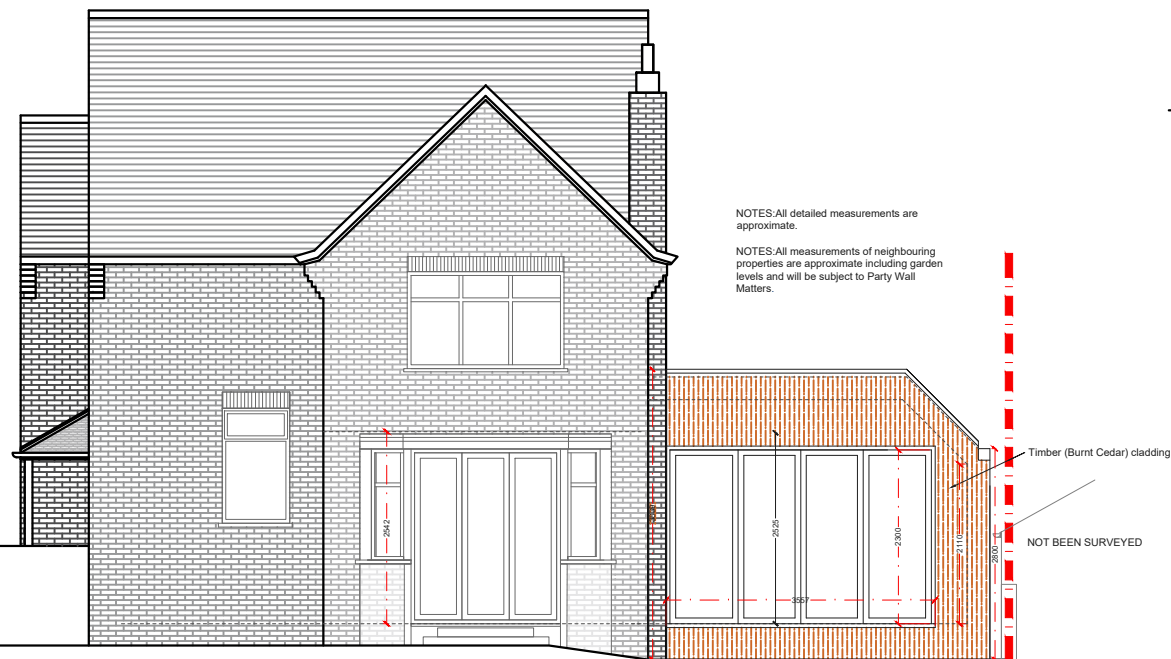 NOTES:All detailed measurements are
approximate.
NOTES:All measurements of neighbouring
properties are approximate including garden
levels and will be subject to Party Wall
Matters.
Timber (Burnt Cedar) cladding
NOT BEEN SURVEYED
2542
2525
2300
2110
2800
3557